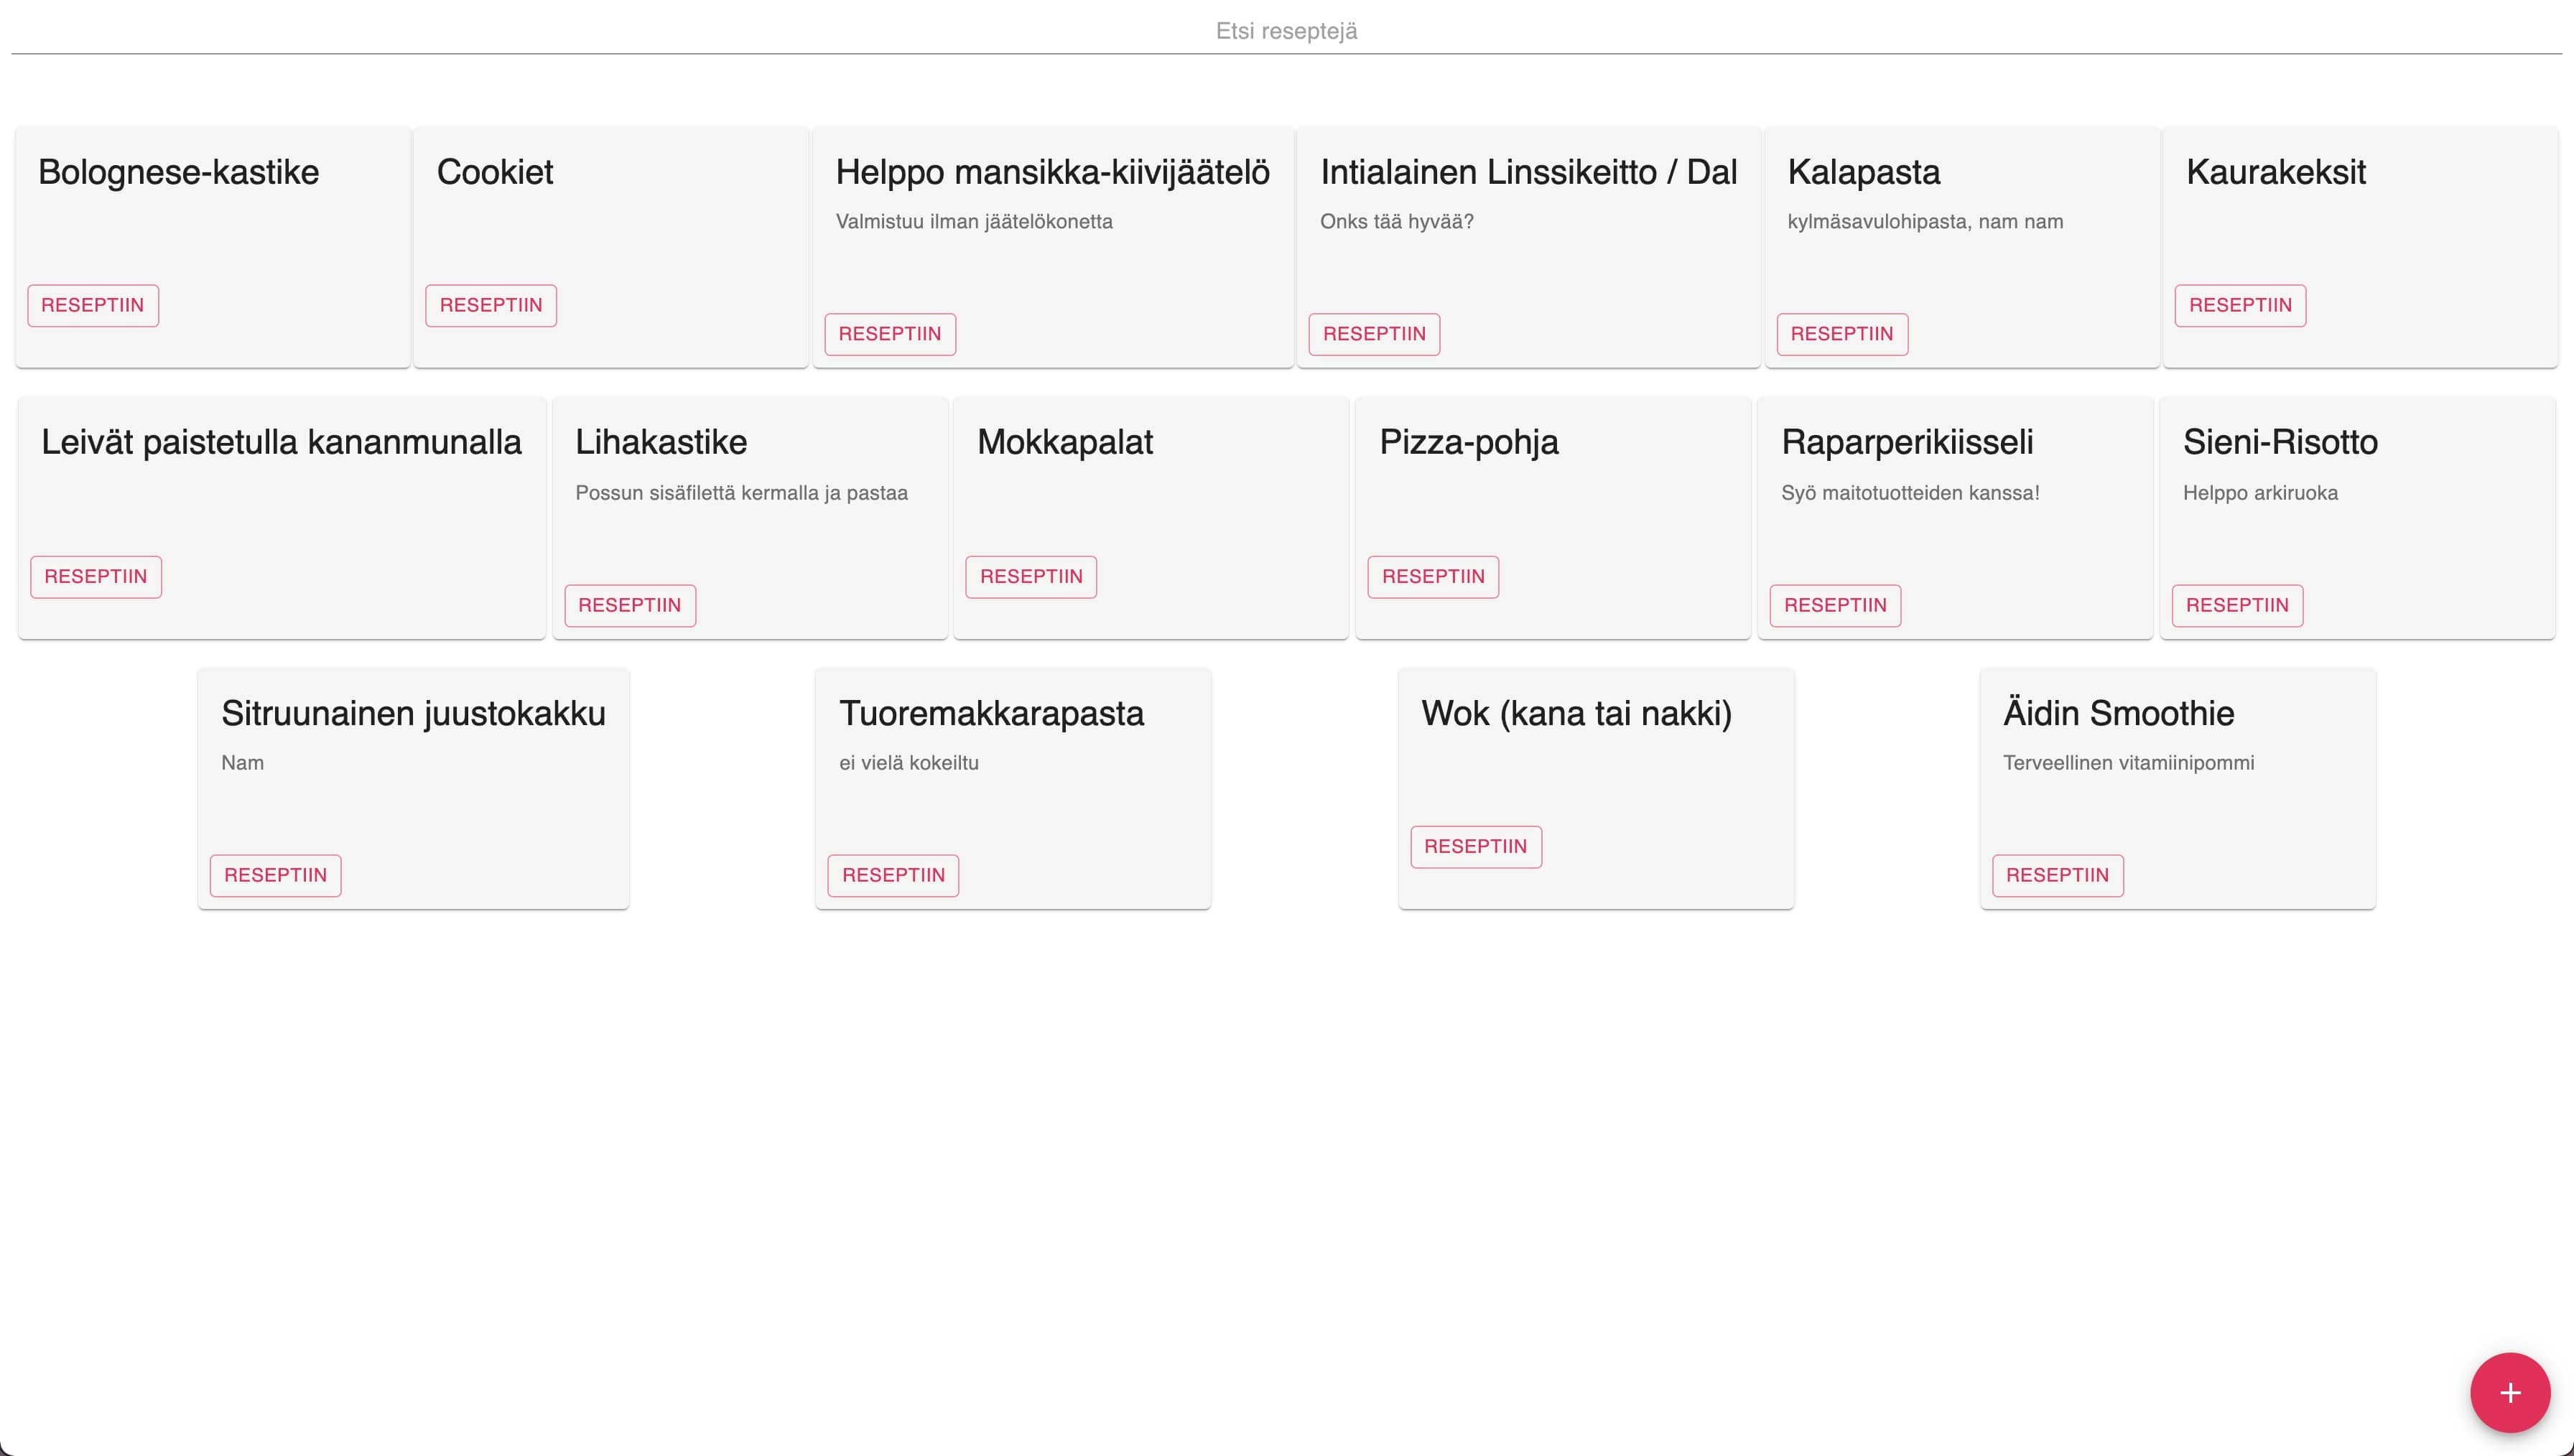 Etsi reseptejä
Bolognese-kastike
RESEPTIIN
Cookiet
RESEPTIIN
Helppo mansikka-kiivijäätelö
Valmistuu ilman jäätelökonetta
RESEPTIIN
Intialainen Linssikeitto / Dal
Onks tää hyvää?
RESEPTIIN
Kalapasta
kylmäsavulohipasta, nam nam
RESEPTIIN
Kaurakeksit
RESEPTIIN
Leivät paistetulla kananmunalla
RESEPTIIN
Lihakastike
Possun sisäfilettä kermalla ja pastaa
RESEPTIIN
Mokkapalat
RESEPTIIN
Pizza-pohja
RESEPTIIN
Raparperikiisseli
Syö maitotuotteiden kanssa!
RESEPTIIN
Sieni-Risotto
Helppo arkiruoka
RESEPTIIN
Sitruunainen juustokakku
Nam
RESEPTIIN
Tuoremakkarapasta
ei vielä kokeiltu
RESEPTIIN
Wok (kana tai nakki)
RESEPTIIN
Äidin Smoothie
Terveellinen vitamiinipommi
RESEPTIIN
+